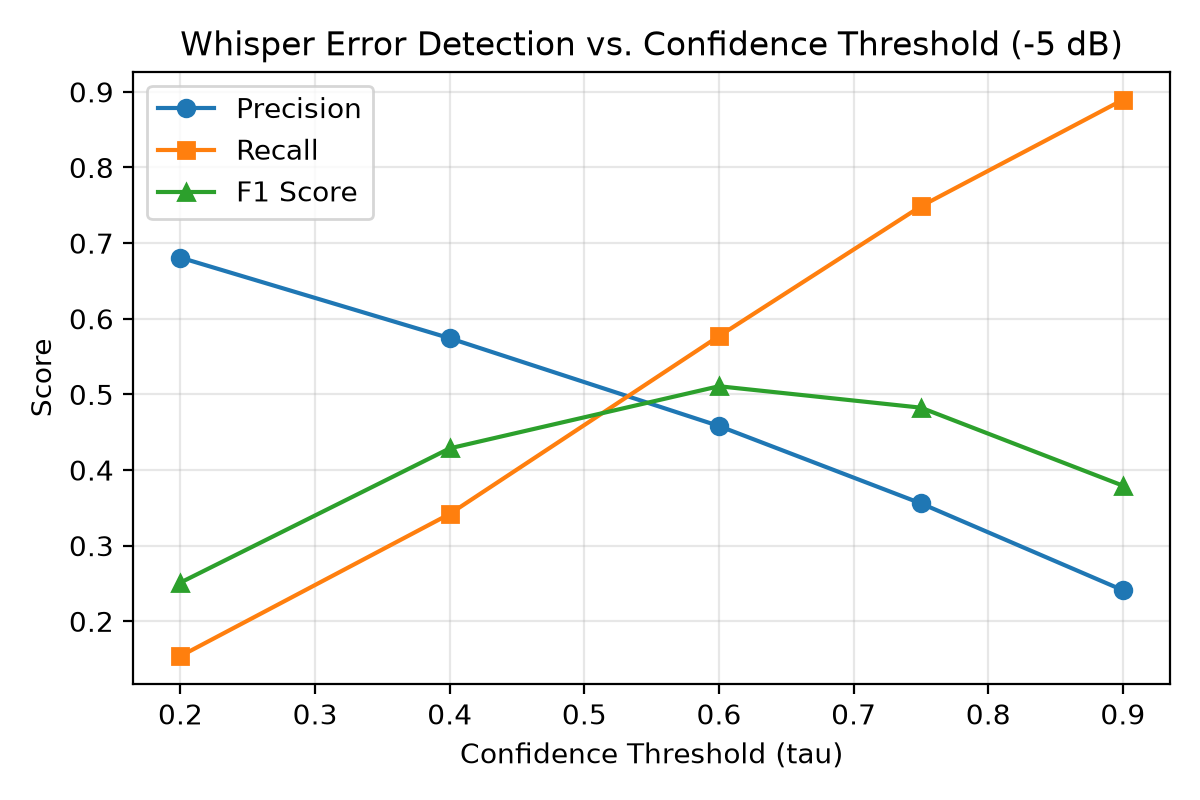 Whisper Error Detection vs. Confidence Threshold (-5 dB)
Precision
Recall
F1 Score
Score
0.9
0.8
0.7
0.6
0.5
0.4
0.3
0.2
0.2 0.3 0.4 0.5 0.6 0.7 0.8 0.9
Confidence Threshold (tau)